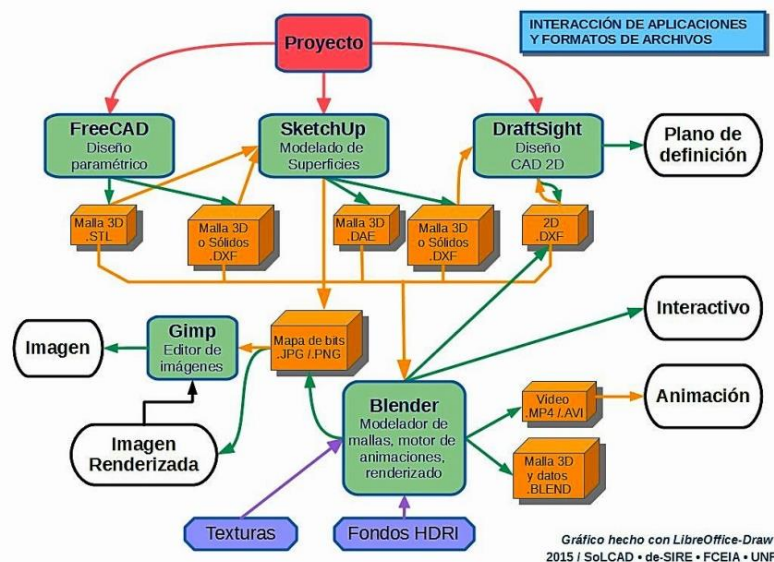 INTERACCIÓN DE APLICACIONES
Y FORMATOS DE ARCHIVOS
Proyecto
FreeCAD
Diseño
paramétrico
SketchUp
Modelado de
Superficies
DraftSight
Diseño
CAD 2D
Plano de
definición
Malla 3D
.STL
Malla 3D
o Sólidos
.DXF
Malla 3D
.DAE
Malla 3D
o Sólidos
.DXF
2D
.DXF
Interactivo
Imagen
Gimp
Editor de
imágenes
Mapa de bits
.JPG /.PNG
Blender
Modelador de
mallas, motor de
animaciones,
renderizado
Vídeo
.MP4 /.AVI
Animación
Imagen
Renderizada
Malla 3D
y datos
.BLEND
Texturas
Fondos HDRI
Gráfico hecho con LibreOffice-Draw
2015 / SoLCAD • de-SIRE • FCEIA • UNR